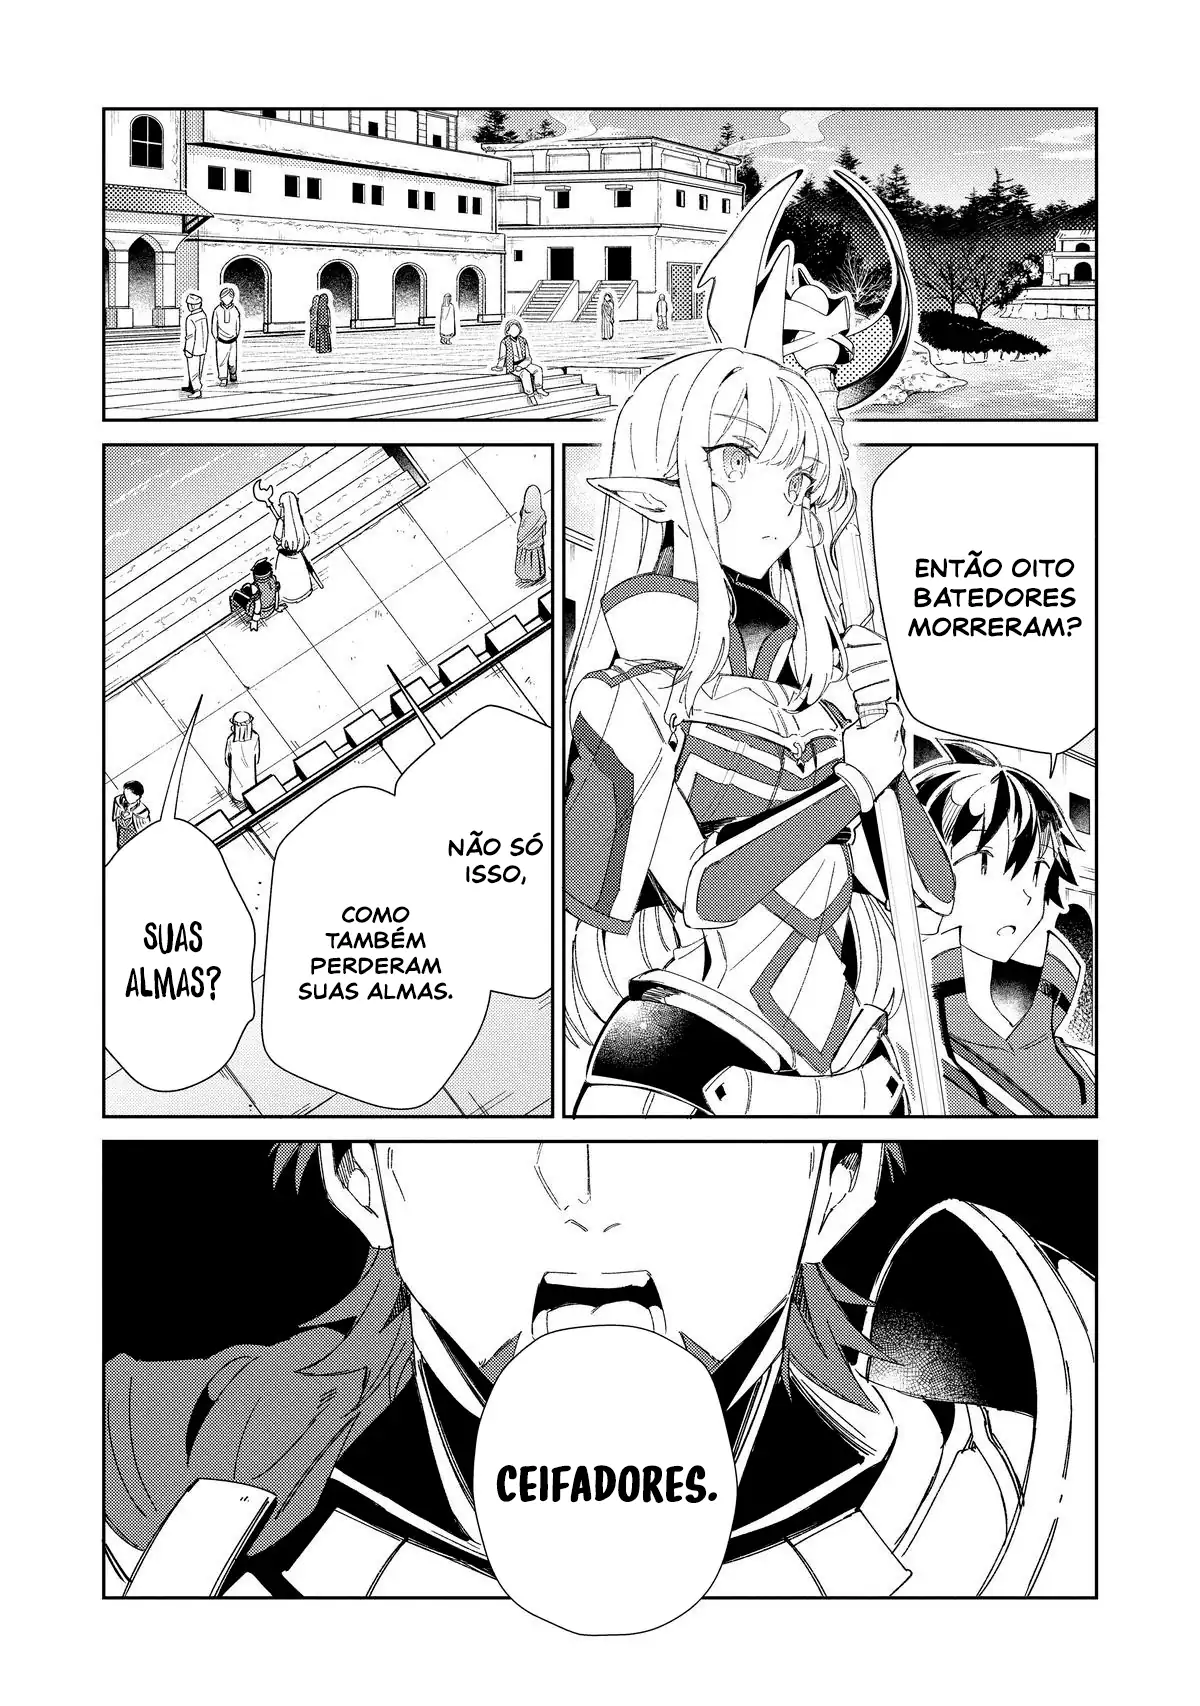 ENTÃO OITO
BATEDORES
MORRERAM?
NÃO SÓ
ISSO,
COMO
TAMBÉM
PERDERAM
SUAS ALMAS.
SUAS
ALMAS?
CEIFADORES.